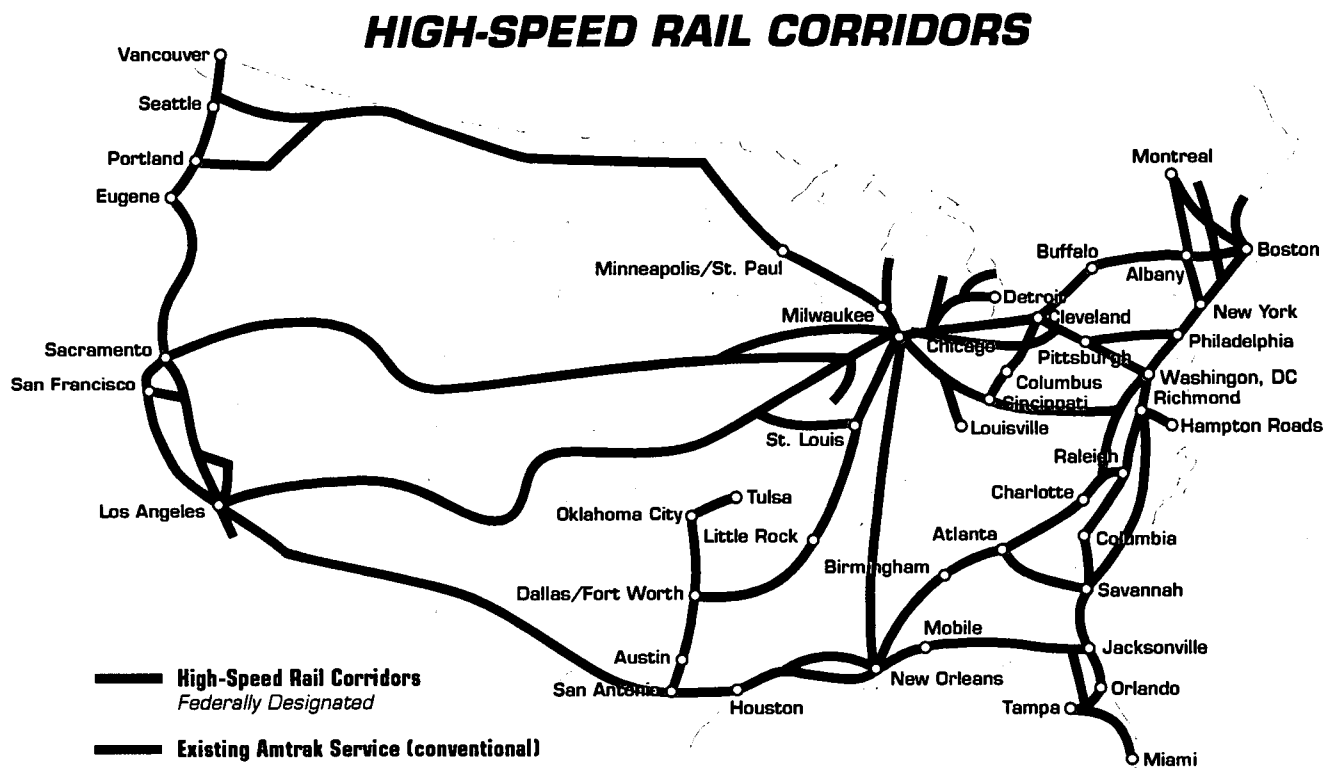 HIGH-SPEED RAIL CORRIDORS
Vancouver
Seattle
Portland
Eugene
Sacramento
San Francisco
Los Angeles
Minneapolis/St. Paul
Milwaukee
Chicago
Detroit
Cleveland
Buffalo
Albany
Montreal
Boston
New York
Philadelphia
Pittsburgh
Washingon, DC
Richmond
Hampton Roads
Columbus
Cincinnati
Louisville
St. Louis
Raleigh
Charlotte
Tulsa
Oklahoma City
Little Rock
Atlanta
Columbia
Birmingham
Dallas/Fort Worth
Savannah
Mobile
Jacksonville
Austin
San Antonio
Houston
New Orleans
Orlando
Tampa
Miami
High-Speed Rail Corridors
Federally Designated
Existing Amtrak Service (conventional)